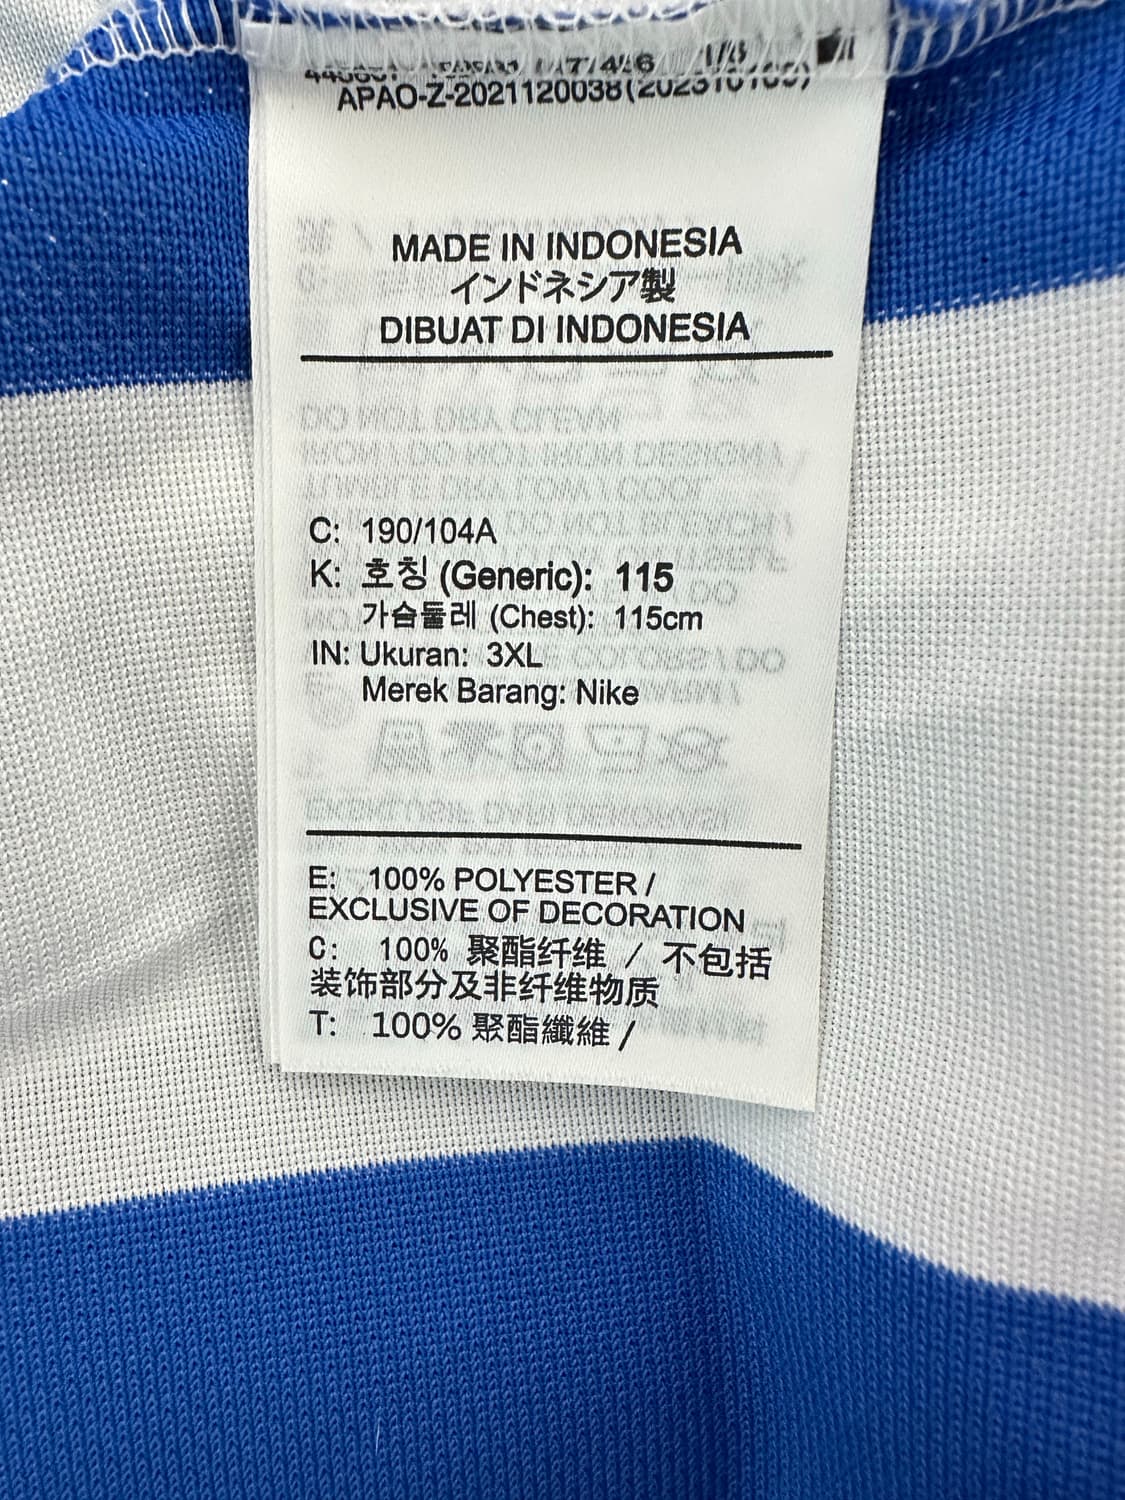 APAO-Z-2021120038(
MADE IN INDONESIA
インドネシア製
DIBUAT DI INDONESIA
C: 190/104A
K: 호칭 (Generic): 115
가슴둘레 (Chest): 115cm
IN: Ukuran: 3XL
Merek Barang: Nike
E: 100% POLYESTER /
EXCLUSIVE OF DECORATION
C: 100% 聚酯纤维 / 不包括
装饰部分及非纤维物质
T: 100% 聚酯纖維 /